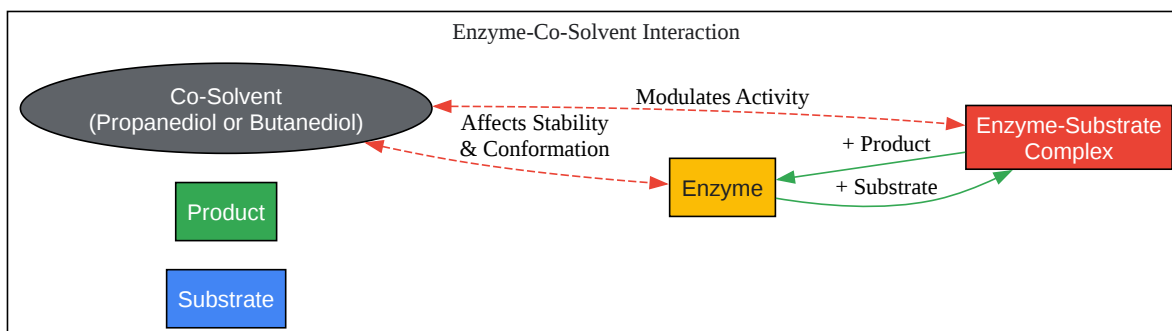 Enzyme-Co-Solvent Interaction
Co-Solvent
(Propanediol or Butanediol)
Modulates Activity
Affects Stability
& Conformation
Enzyme-Substrate
Complex
+ Product
Enzyme
+ Substrate
Product
Substrate